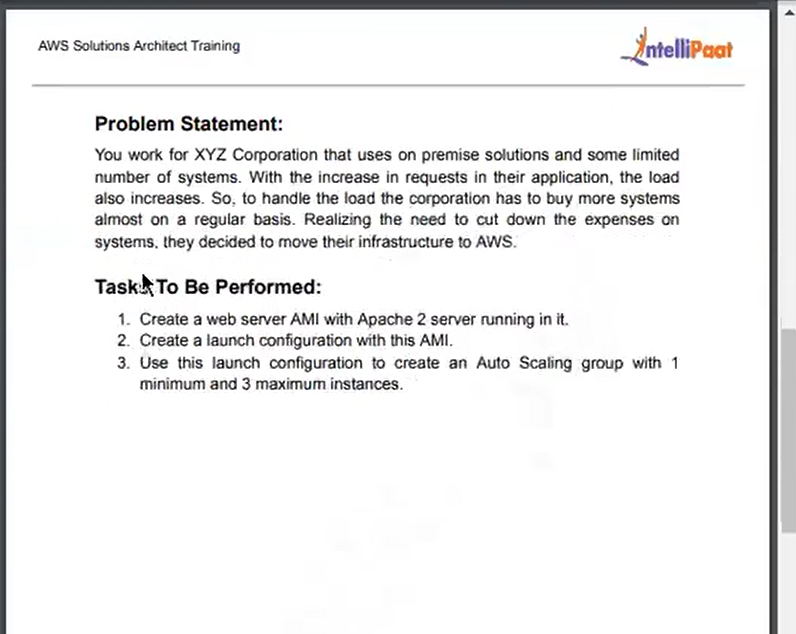 AWS Solutions Architect Training
IntelliPaat
Problem Statement:
You work for XYZ Corporation that uses on premise solutions and some limited
number of systems. With the increase in requests in their application, the load
also increases. So, to handle the load the corporation has to buy more systems
almost on a regular basis. Realizing the need to cut down the expenses on
systems, they decided to move their infrastructure to AWS.
Tasks To Be Performed:
1. Create a web server AMI with Apache 2 server running in it.
2. Create a launch configuration with this AMI.
3. Use this launch configuration to create an Auto Scaling group with 1
minimum and 3 maximum instances.